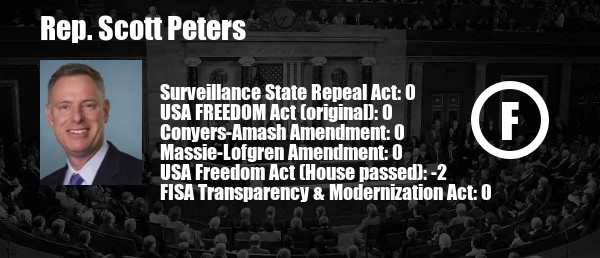 Rep. Scott Peters
Surveillance State Repeal Act: 0
USA FREEDOM Act (original): 0
Conyers-Amash Amendment: 0
Massie-Lofgren Amendment: 0
USA Freedom Act (House passed): -2
FISA Transparency & Modernization Act: 0
F